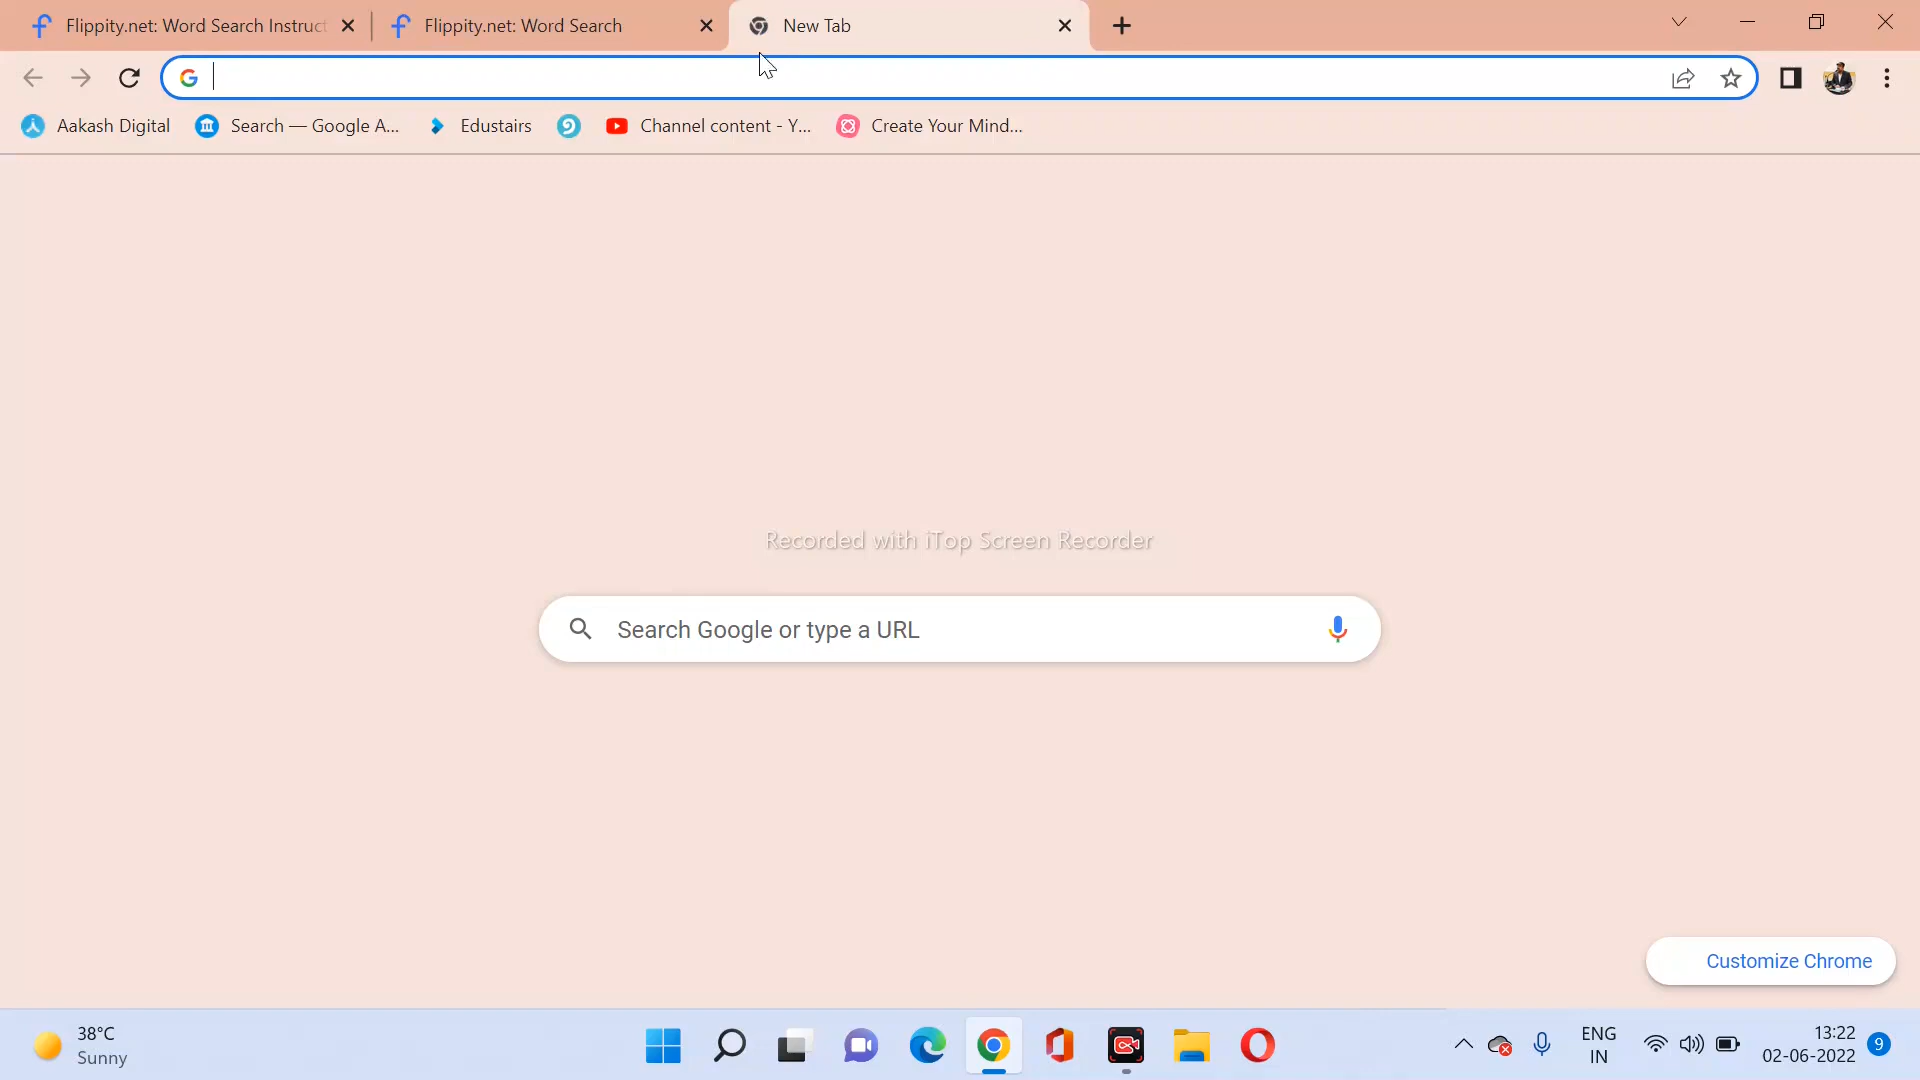 Flippity.net: Word Search Instruct
Flippity.net: Word Search
New Tab
Aakash Digital
Search — Google A...
Edustairs
Channel content - Y...
Create Your Mind...
Recorded with iTop Screen Recorder
Search Google or type a URL
Customize Chrome
38°C
Sunny
ENG
IN
13:22
02-06-2022
9